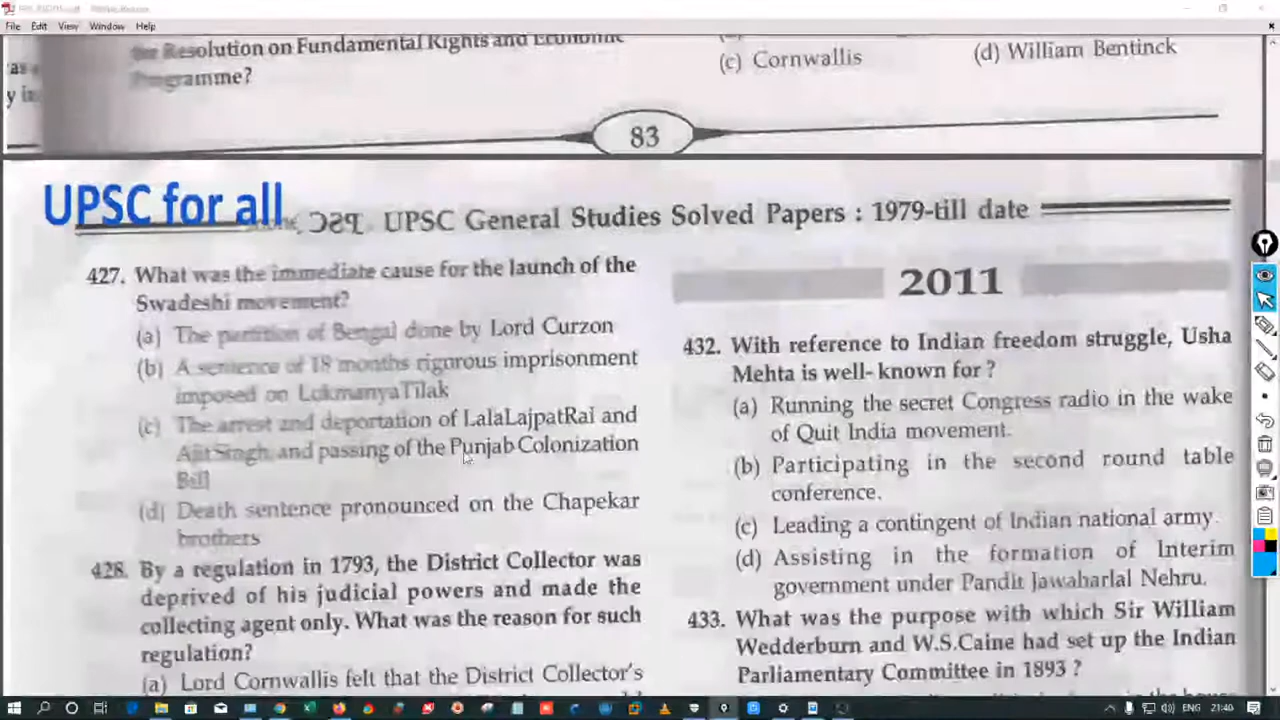 File Edit View Window Help
Resolution on Fundamental Rights and Economic
Programme?
(c) Cornwallis
(d) William Bentinck
83
UPSC for all
UPSC General Studies Solved Papers : 1979-till date
427. What was the immediate cause for the launch of the
Swadeshi movement?
(a) The partition of Bengal done by Lord Curzon
(b) A sentence of 18 months rigorous imprisonment
imposed on LokmanyaTilak
(c) The arrest and deportation of LalaLajpatRai and
Ajit Singh, and passing of the Punjab Colonization
Bill
(d) Death sentence pronounced on the Chapekar
brothers
428. By a regulation in 1793, the District Collector was
deprived of his judicial powers and made the
collecting agent only. What was the reason for such
regulation?
(a) Lord Cornwallis felt that the District Collector's
2011
432. With reference to Indian freedom struggle, Usha
Mehta is well- known for ?
(a) Running the secret Congress radio in the wake
of Quit India movement.
(b) Participating in the second round table
conference.
(c) Leading a contingent of Indian national army.
(d) Assisting in the formation of Interim
government under Pandit Jawaharlal Nehru.
433. What was the purpose with which Sir William
Wedderburn and W.S.Caine had set up the Indian
Parliamentary Committee in 1893 ?
ENG 21:40